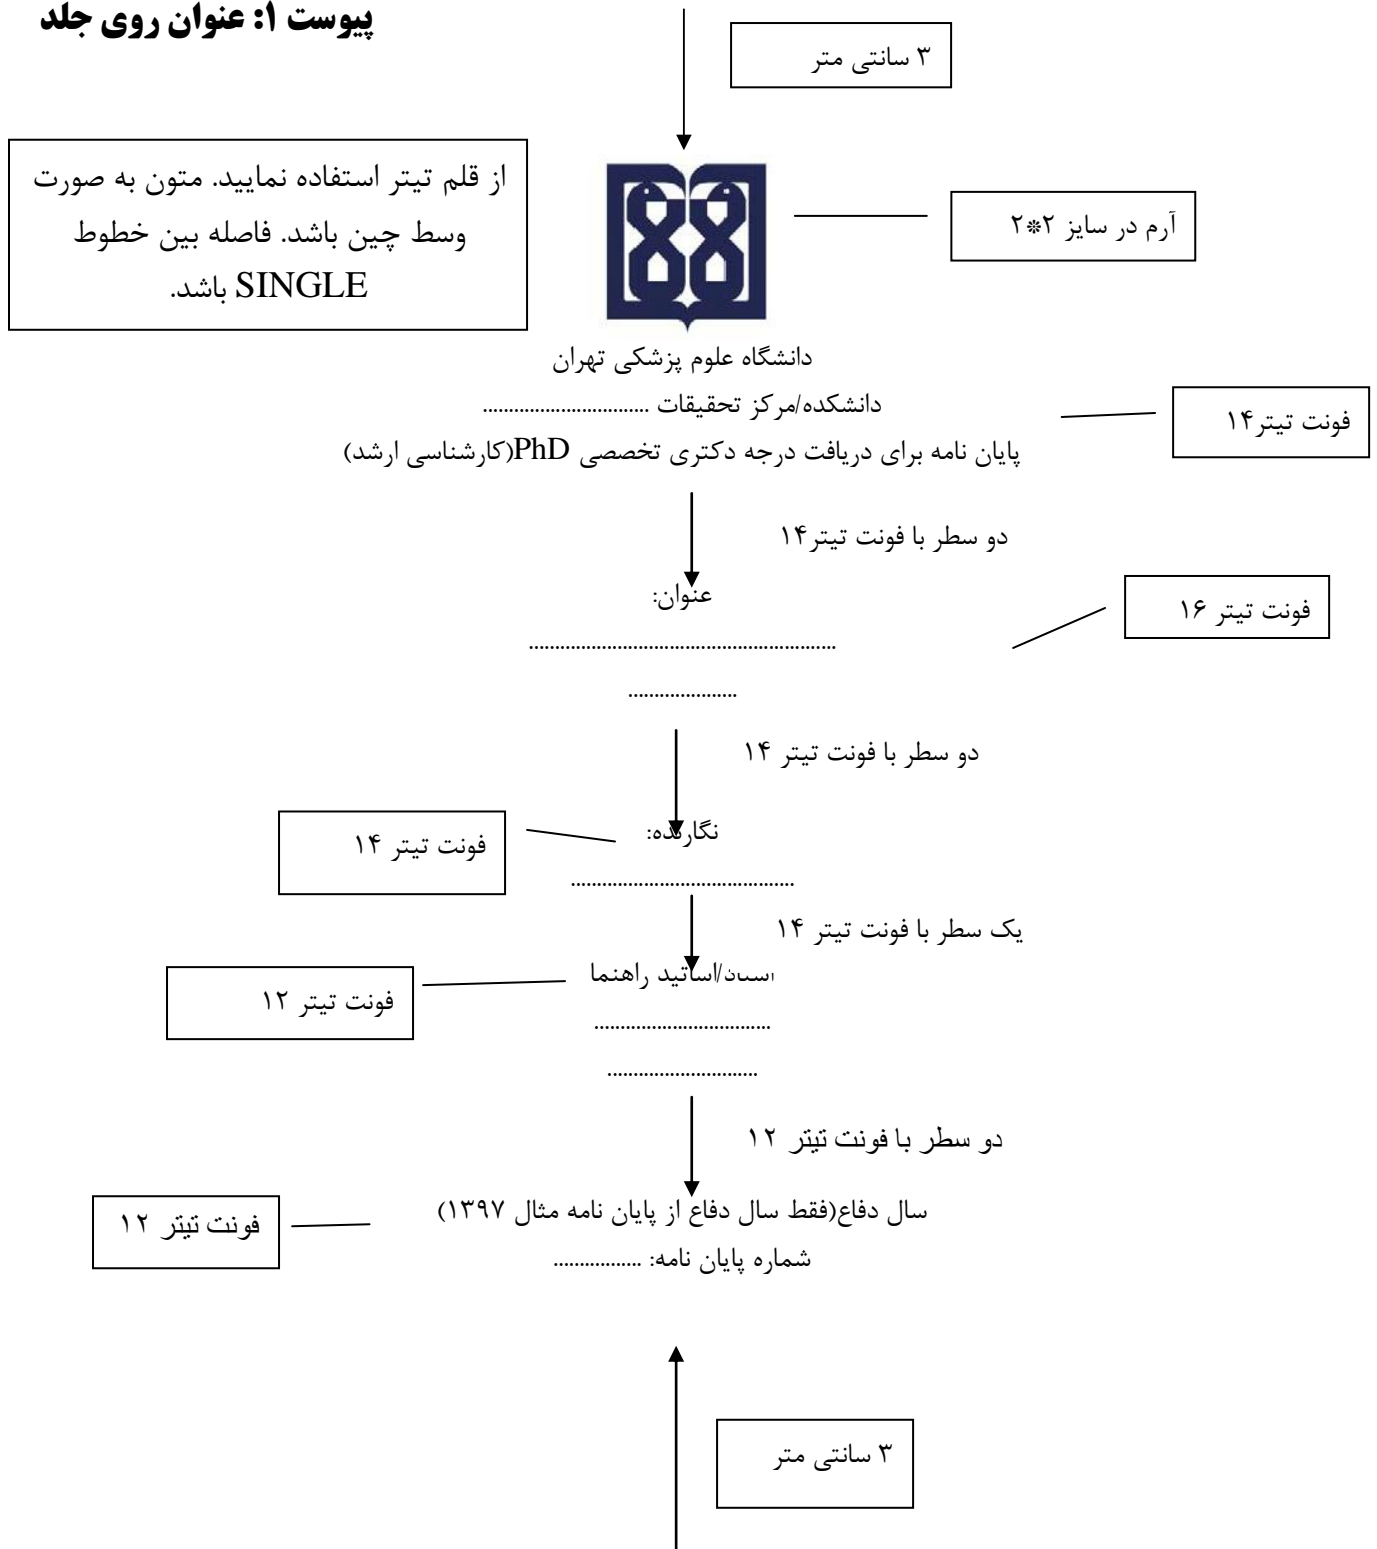 پیوست ۱: عنوان روی جلد
۳ سانتی متر
از قلم تیتر استفاده نمایید. متون به صورت
وسط چین باشد. فاصله بین خطوط
SINGLE باشد.
آرم در سایز ۲*۲
دانشگاه علوم پزشکی تهران
دانشکده/مرکز تحقیقات ................................
فونت تیتر۱۴
پایان نامه برای دریافت درجه دکتری تخصصی PhD(کارشناسی ارشد)
دو سطر با فونت تیتر۱۴
عنوان:
فونت تیتر ۱۶
...........................................................
.....................
دو سطر با فونت تیتر ۱۴
نگارنده:
فونت تیتر ۱۴
...........................................
یک سطر با فونت تیتر ۱۴
استاد/اساتید راهنما
فونت تیتر ۱۲
..................................
.............................
دو سطر با فونت تیتر ۱۲
سال دفاع(فقط سال دفاع از پایان نامه مثال ۱۳۹۷)
فونت تیتر ۱۲
شماره پایان نامه: .................
۳ سانتی متر